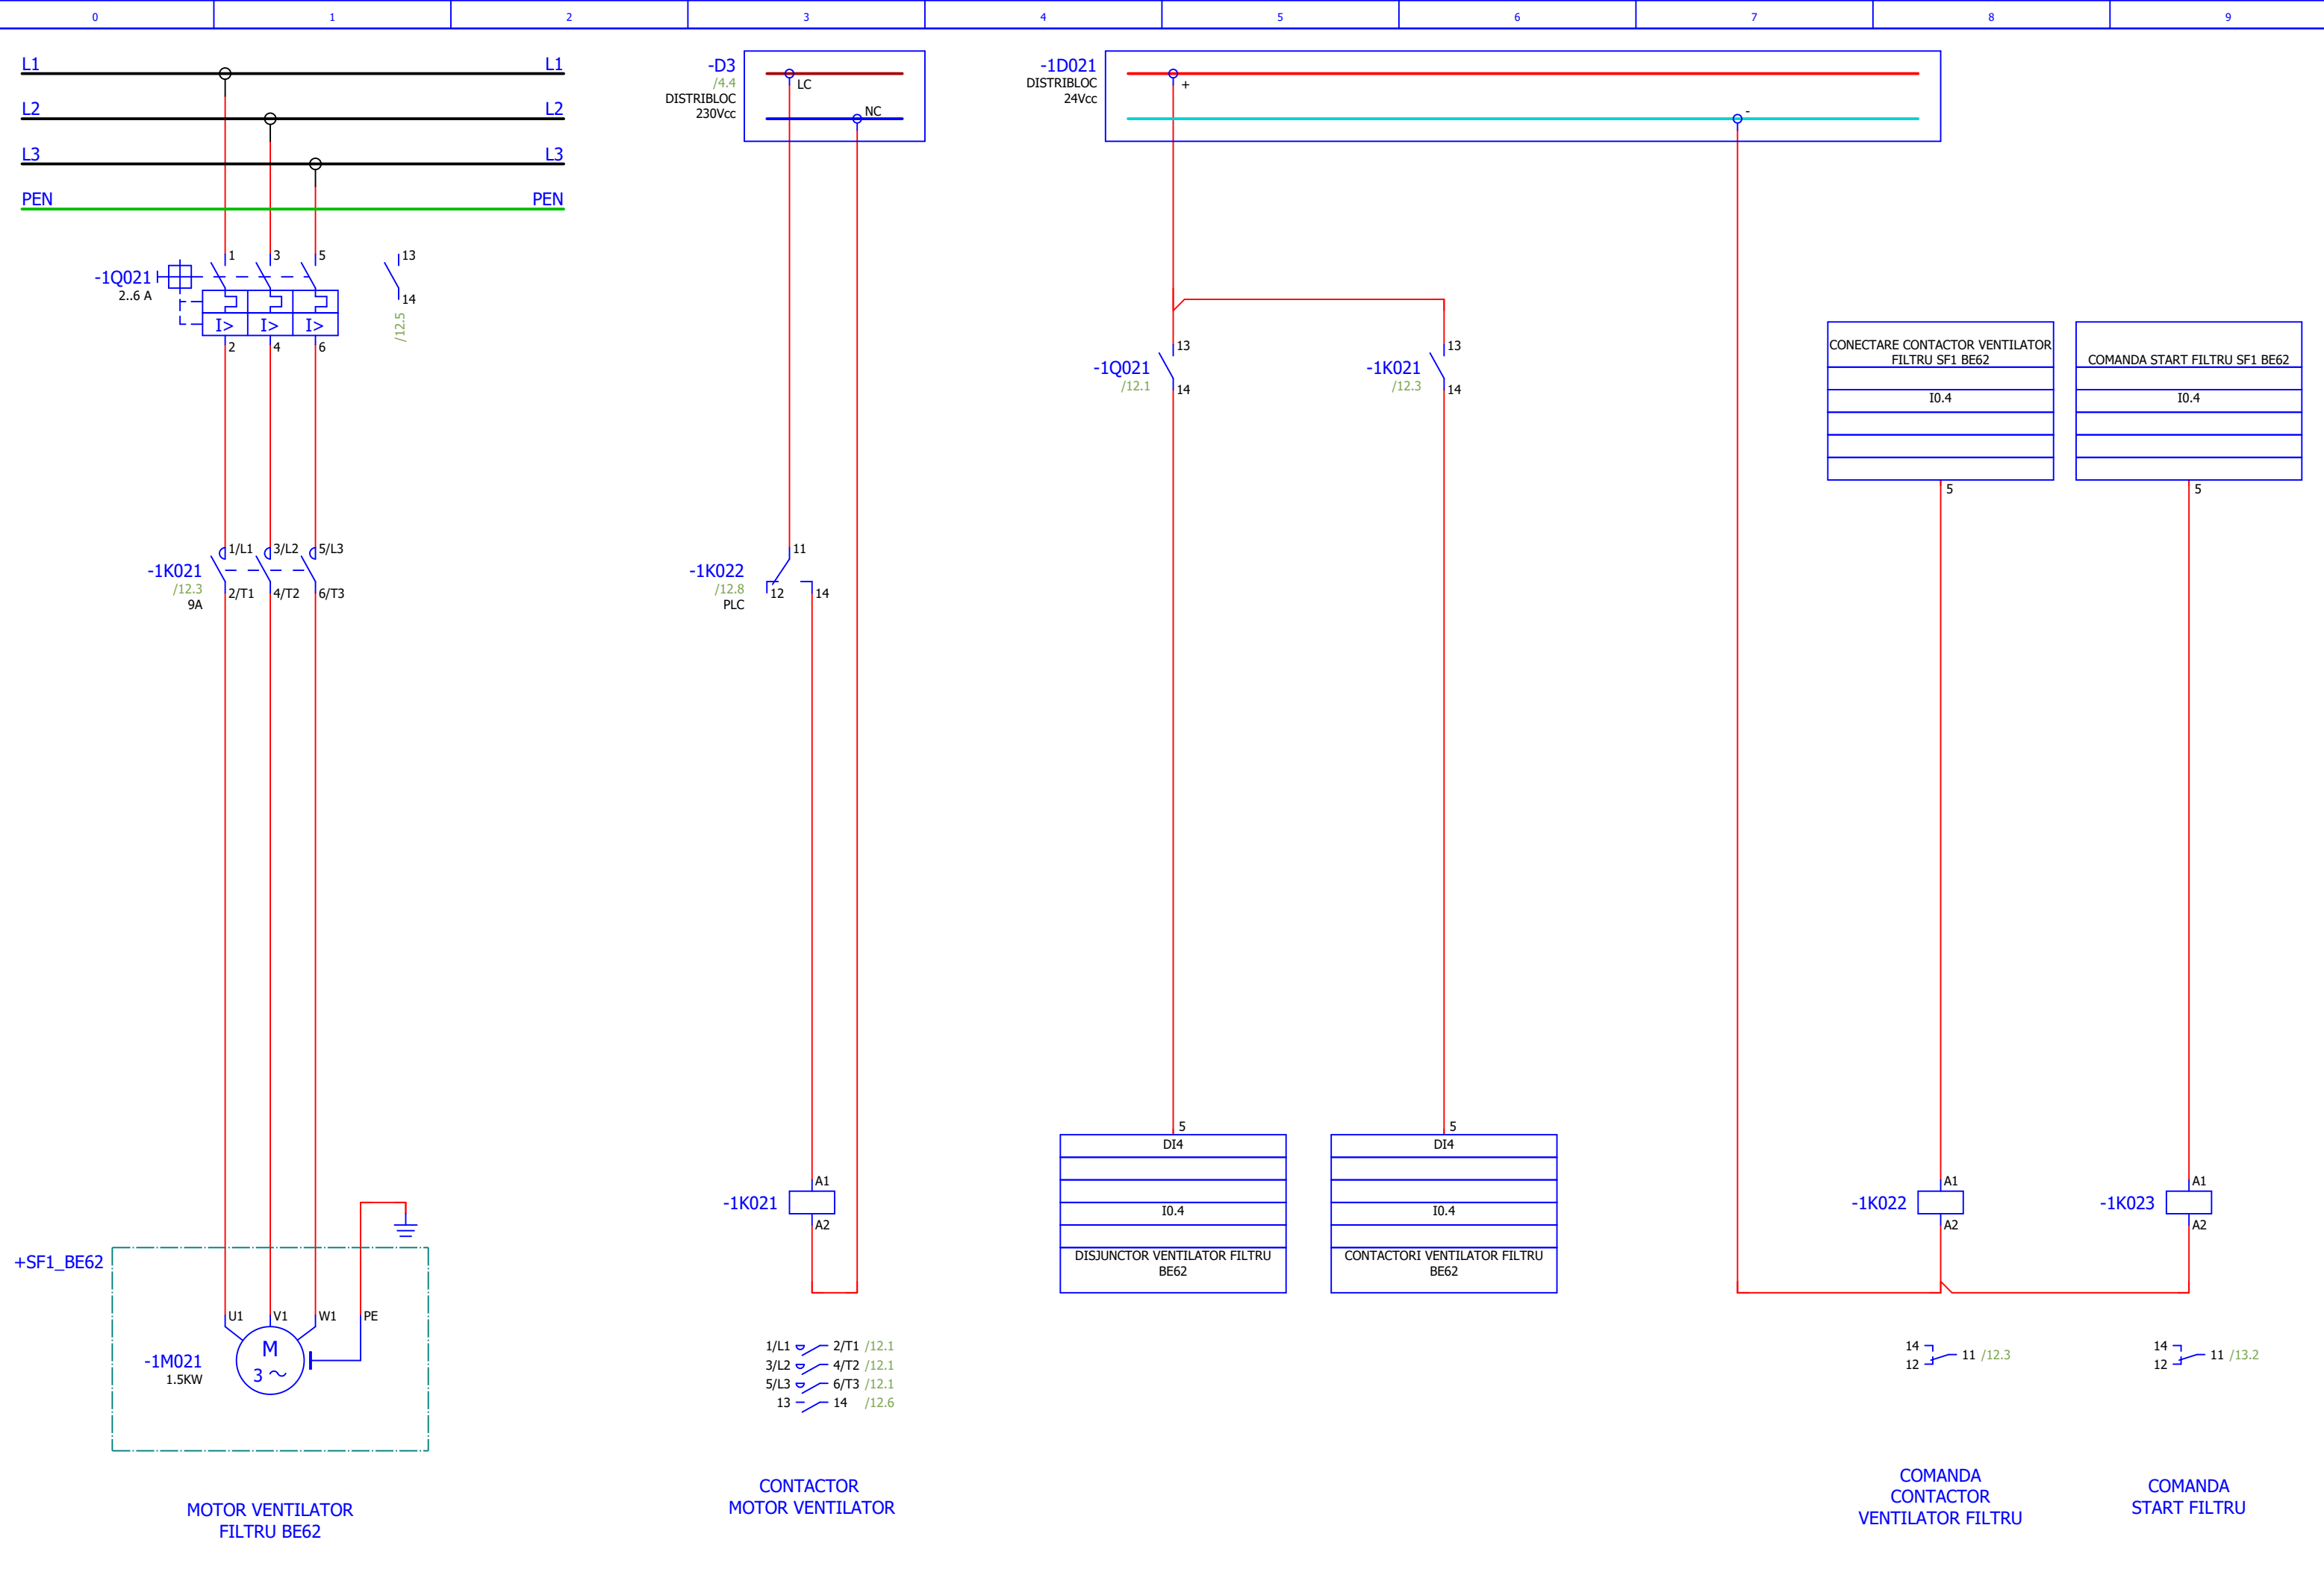 0 1 2 3 4 5 6 7 8 9
L1 L1
L2 L2
L3 L3
PEN PEN
-1Q021
2..6 A
1 3 5 13
14
/12.5
I> I> I>
2 4 6
-1K021
/12.3
9A
1/L1 3/L2 5/L3
2/T1 4/T2 6/T3
+SF1_BE62
U1 V1 W1 PE
-1M021
1.5KW
M
3
MOTOR VENTILATOR
FILTRU BE62
-D3
/4.4
DISTRIBLOC
230Vcc
LC
NC
-1K022
/12.8
PLC
11
12 14
-1K021
A1
A2
1/L1 2/T1 /12.1
3/L2 4/T2 /12.1
5/L3 6/T3 /12.1
13 14 /12.6
CONTACTOR
MOTOR VENTILATOR
-1D021
DISTRIBLOC
24Vcc
+
-
-1Q021
/12.1
13
14
-1K021
/12.3
13
14
5
DI4
I0.4
DISJUNCTOR VENTILATOR FILTRU
BE62
5
DI4
I0.4
CONTACTORI VENTILATOR FILTRU
BE62
CONECTARE CONTACTOR VENTILATOR
FILTRU SF1 BE62
I0.4
5
COMANDA START FILTRU SF1 BE62
I0.4
5
-1K022
A1
A2
14
12
11 /12.3
COMANDA
CONTACTOR
VENTILATOR FILTRU
-1K023
A1
A2
14
12
11 /13.2
COMANDA
START FILTRU